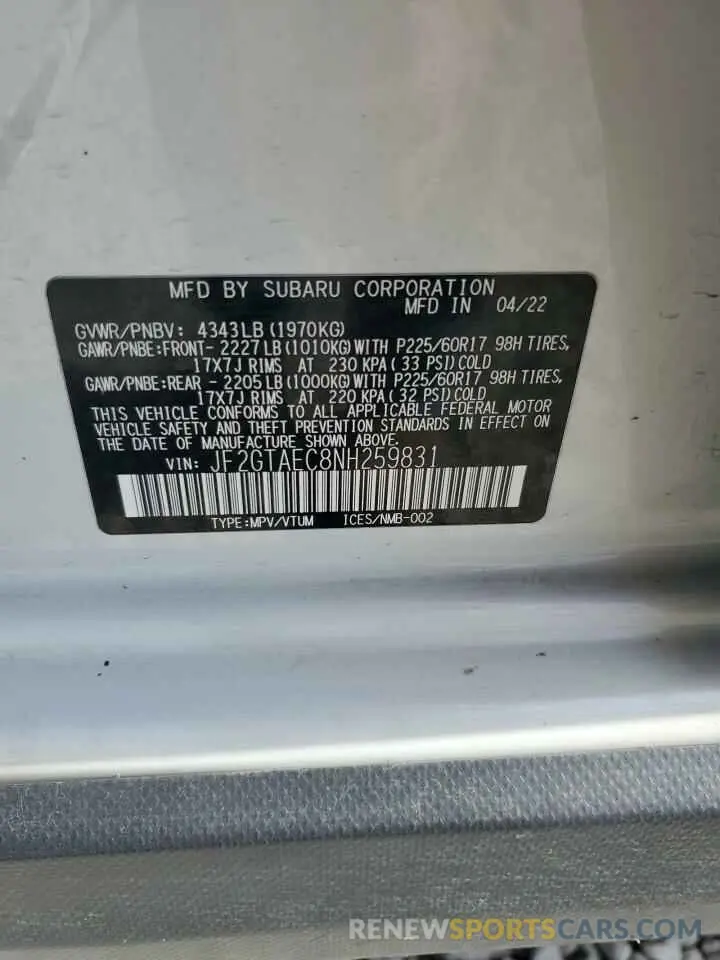 MFD BY SUBARU CORPORATION
MFD IN 04/22
GVWR/PNBV: 4343LB (1970KG)
GAWR/PNBE:FRONT- 2227LB (1010KG) WITH P225/60R17 98H TIRES,
17X7J RIMS AT 230 KPA ( 33 PSI) COLD
GAWR/PNBE:REAR - 2205LB (1000KG) WITH P225/60R17 98H TIRES,
17X7J RIMS AT 220 KPA ( 32 PSI) COLD
THIS VEHICLE CONFORMS TO ALL APPLICABLE FEDERAL MOTOR
VEHICLE SAFETY AND THEFT PREVENTION STANDARDS IN EFFECT ON
THE DATE OF MANUFACTURE SHOWN ABOVE.
VIN: JF2GTAEC8NH259831
TYPE:MPV/VTUM ICES/NMB-002
RENEWSPORTSCARS.COM